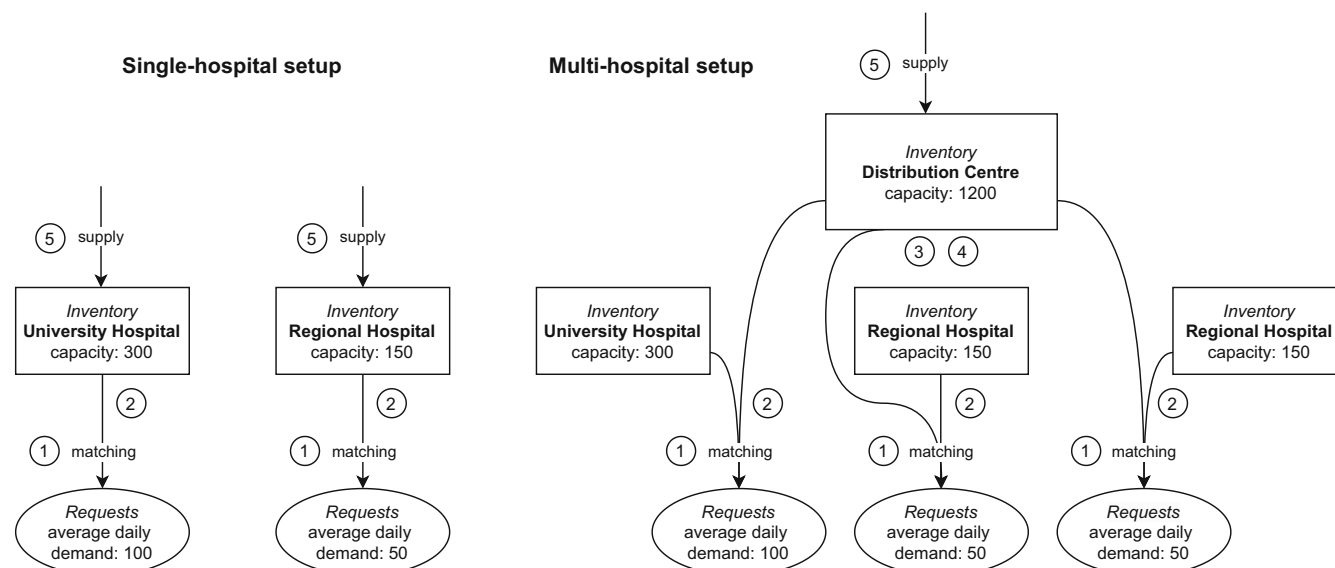 Single-hospital setup
5 supply
Inventory
University Hospital
capacity: 300
2
1 matching
Requests
average daily
demand: 100
5 supply
Inventory
Regional Hospital
capacity: 150
2
1 matching
Requests
average daily
demand: 50
Multi-hospital setup
5 supply
Inventory
Distribution Centre
capacity: 1200
3 4
Inventory
University Hospital
capacity: 300
2
1 matching
Requests
average daily
demand: 100
Inventory
Regional Hospital
capacity: 150
2
1 matching
Requests
average daily
demand: 50
Inventory
Regional Hospital
capacity: 150
2
1 matching
Requests
average daily
demand: 50